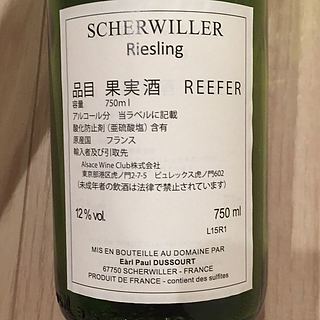 SCHERWILLER
Riesling
品目 果実酒 REEFER
容量 750ml
アルコール分 当ラベルに記載
酸化防止剤(亜硫酸塩)含有
原産国 フランス
輸入者及び引取先
Alsace Wine Club株式会社
東京都港区虎ノ門2-7-5 ビュレックス虎ノ門602
(未成年者の飲酒は法律で禁止されています)
L15R1
12% vol. 750 ml
MIS EN BOUTEILLE AU DOMAINE PAR
Earl Paul DUSSOURT
67750 SCHERWILLER - FRANCE
PRODUIT DE FRANCE - contient des sulfites